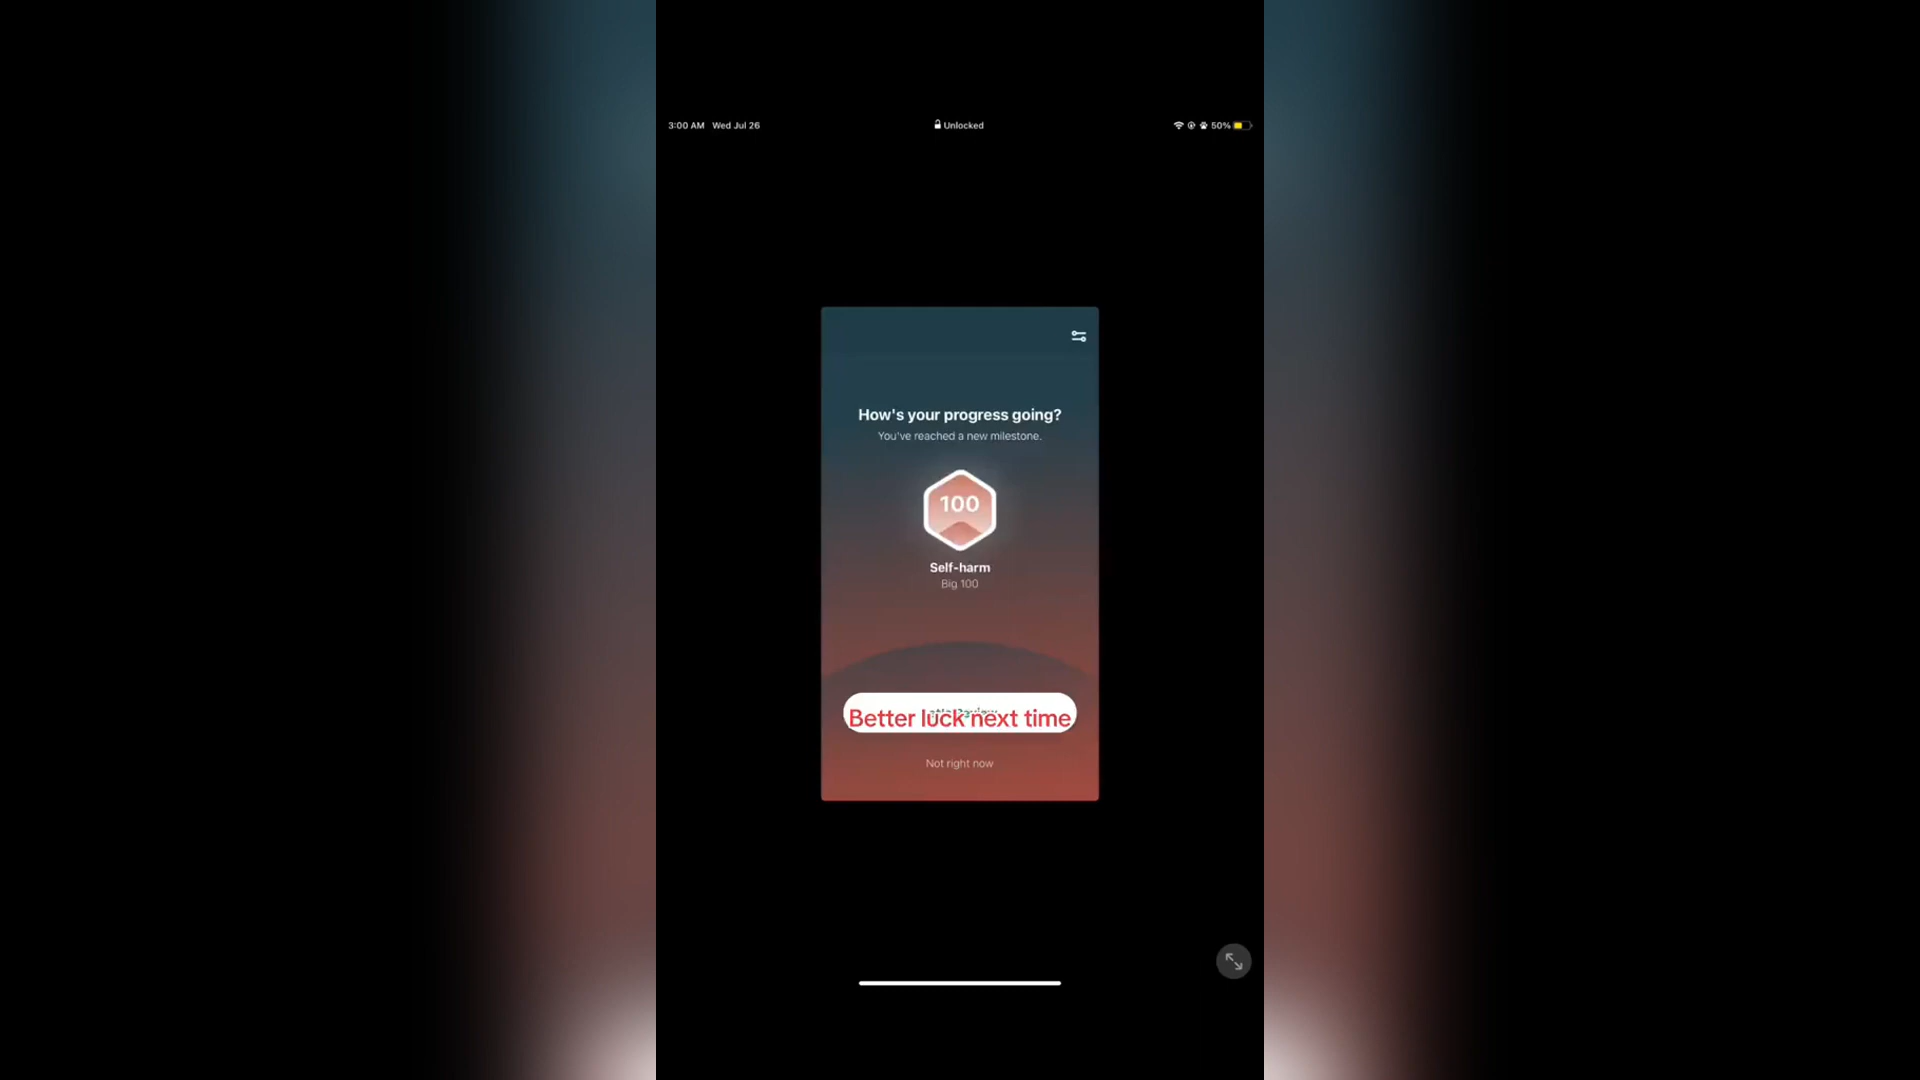 3:00 AM Wed Jul 26
Unlocked
50%
How's your progress going?
You've reached a new milestone.
100
Self-harm
Big 100
Better luck next time
Not right now